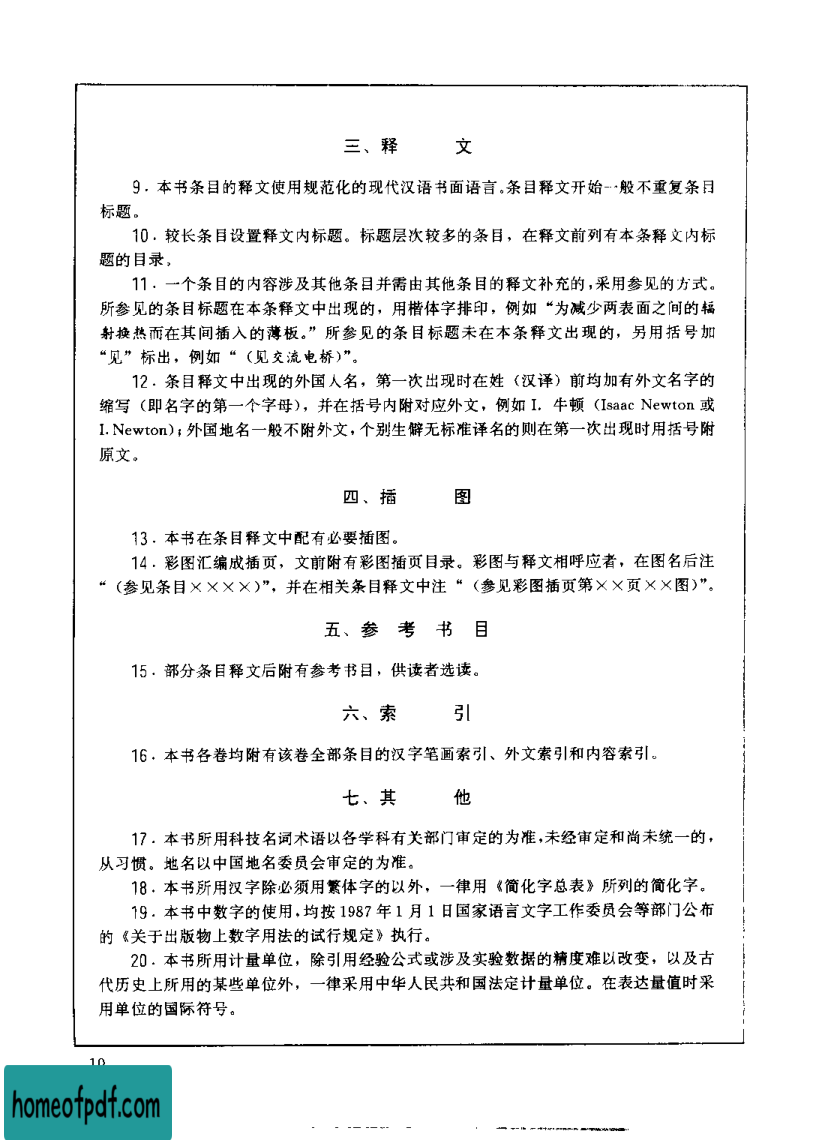 三、释 文
9．本书条目的释文使用规范化的现代汉语书面语言。条目释文开始一般不重复条目
标题。
10．较长条目设置释文内标题。标题层次较多的条目，在释文前列有本条释文内标
题的目录。
11．一个条目的内容涉及其他条目并需由其他条目的释文补充的，采用参见的方式。
所参见的条目标题在本条释文中出现的，用楷体字排印，例如“为减少两表面之间的辐
射换热而在其间插入的薄板。”所参见的条目标题未在本条释文出现的，另用括号加
“见”标出，例如“（见交流电桥）”。
12．条目释文中出现的外国人名，第一次出现时在姓（汉译）前均加有外文名字的
缩写（即名字的第一个字母），并在括号内附对应外文，例如 I. 牛顿（Isaac Newton 或
I. Newton）；外国地名一般不附外文，个别生僻无标准译名的则在第一次出现时用括号附
原文。
四、插 图
13．本书在条目释文中配有必要插图。
14．彩图汇编成插页，文前附有彩图插页目录。彩图与释文相呼应者，在图名后注
“（参见条目××××）”，并在相关条目释文中注“（参见彩图插页第××页××图）”。
五、参 考 书 目
15．部分条目释文后附有参考书目，供读者选读。
六、索 引
16．本书各卷均附有该卷全部条目的汉字笔画索引、外文索引和内容索引。
七、其 他
17．本书所用科技名词术语以各学科有关部门审定的为准，未经审定和尚未统一的，
从习惯。地名以中国地名委员会审定的为准。
18．本书所用汉字除必须用繁体字的以外，一律用《简化字总表》所列的简化字。
19．本书中数字的使用，均按 1987 年 1 月 1 日国家语言文字工作委员会等部门公布
的《关于出版物上数字用法的试行规定》执行。
20．本书所用计量单位，除引用经验公式或涉及实验数据的精度难以改变，以及古
代历史上所用的某些单位外，一律采用中华人民共和国法定计量单位。在表达量值时采
用单位的国际符号。
10
homeofpdf.com